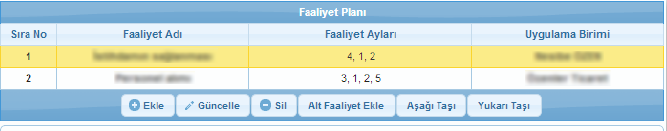 Faaliyet Planı
Sıra No Faaliyet Adı Faaliyet Ayları Uygulama Birimi
1 4, 1, 2
2 3, 1, 2, 5
Ekle Güncelle Sil Alt Faaliyet Ekle Aşağı Taşı Yukarı Taşı